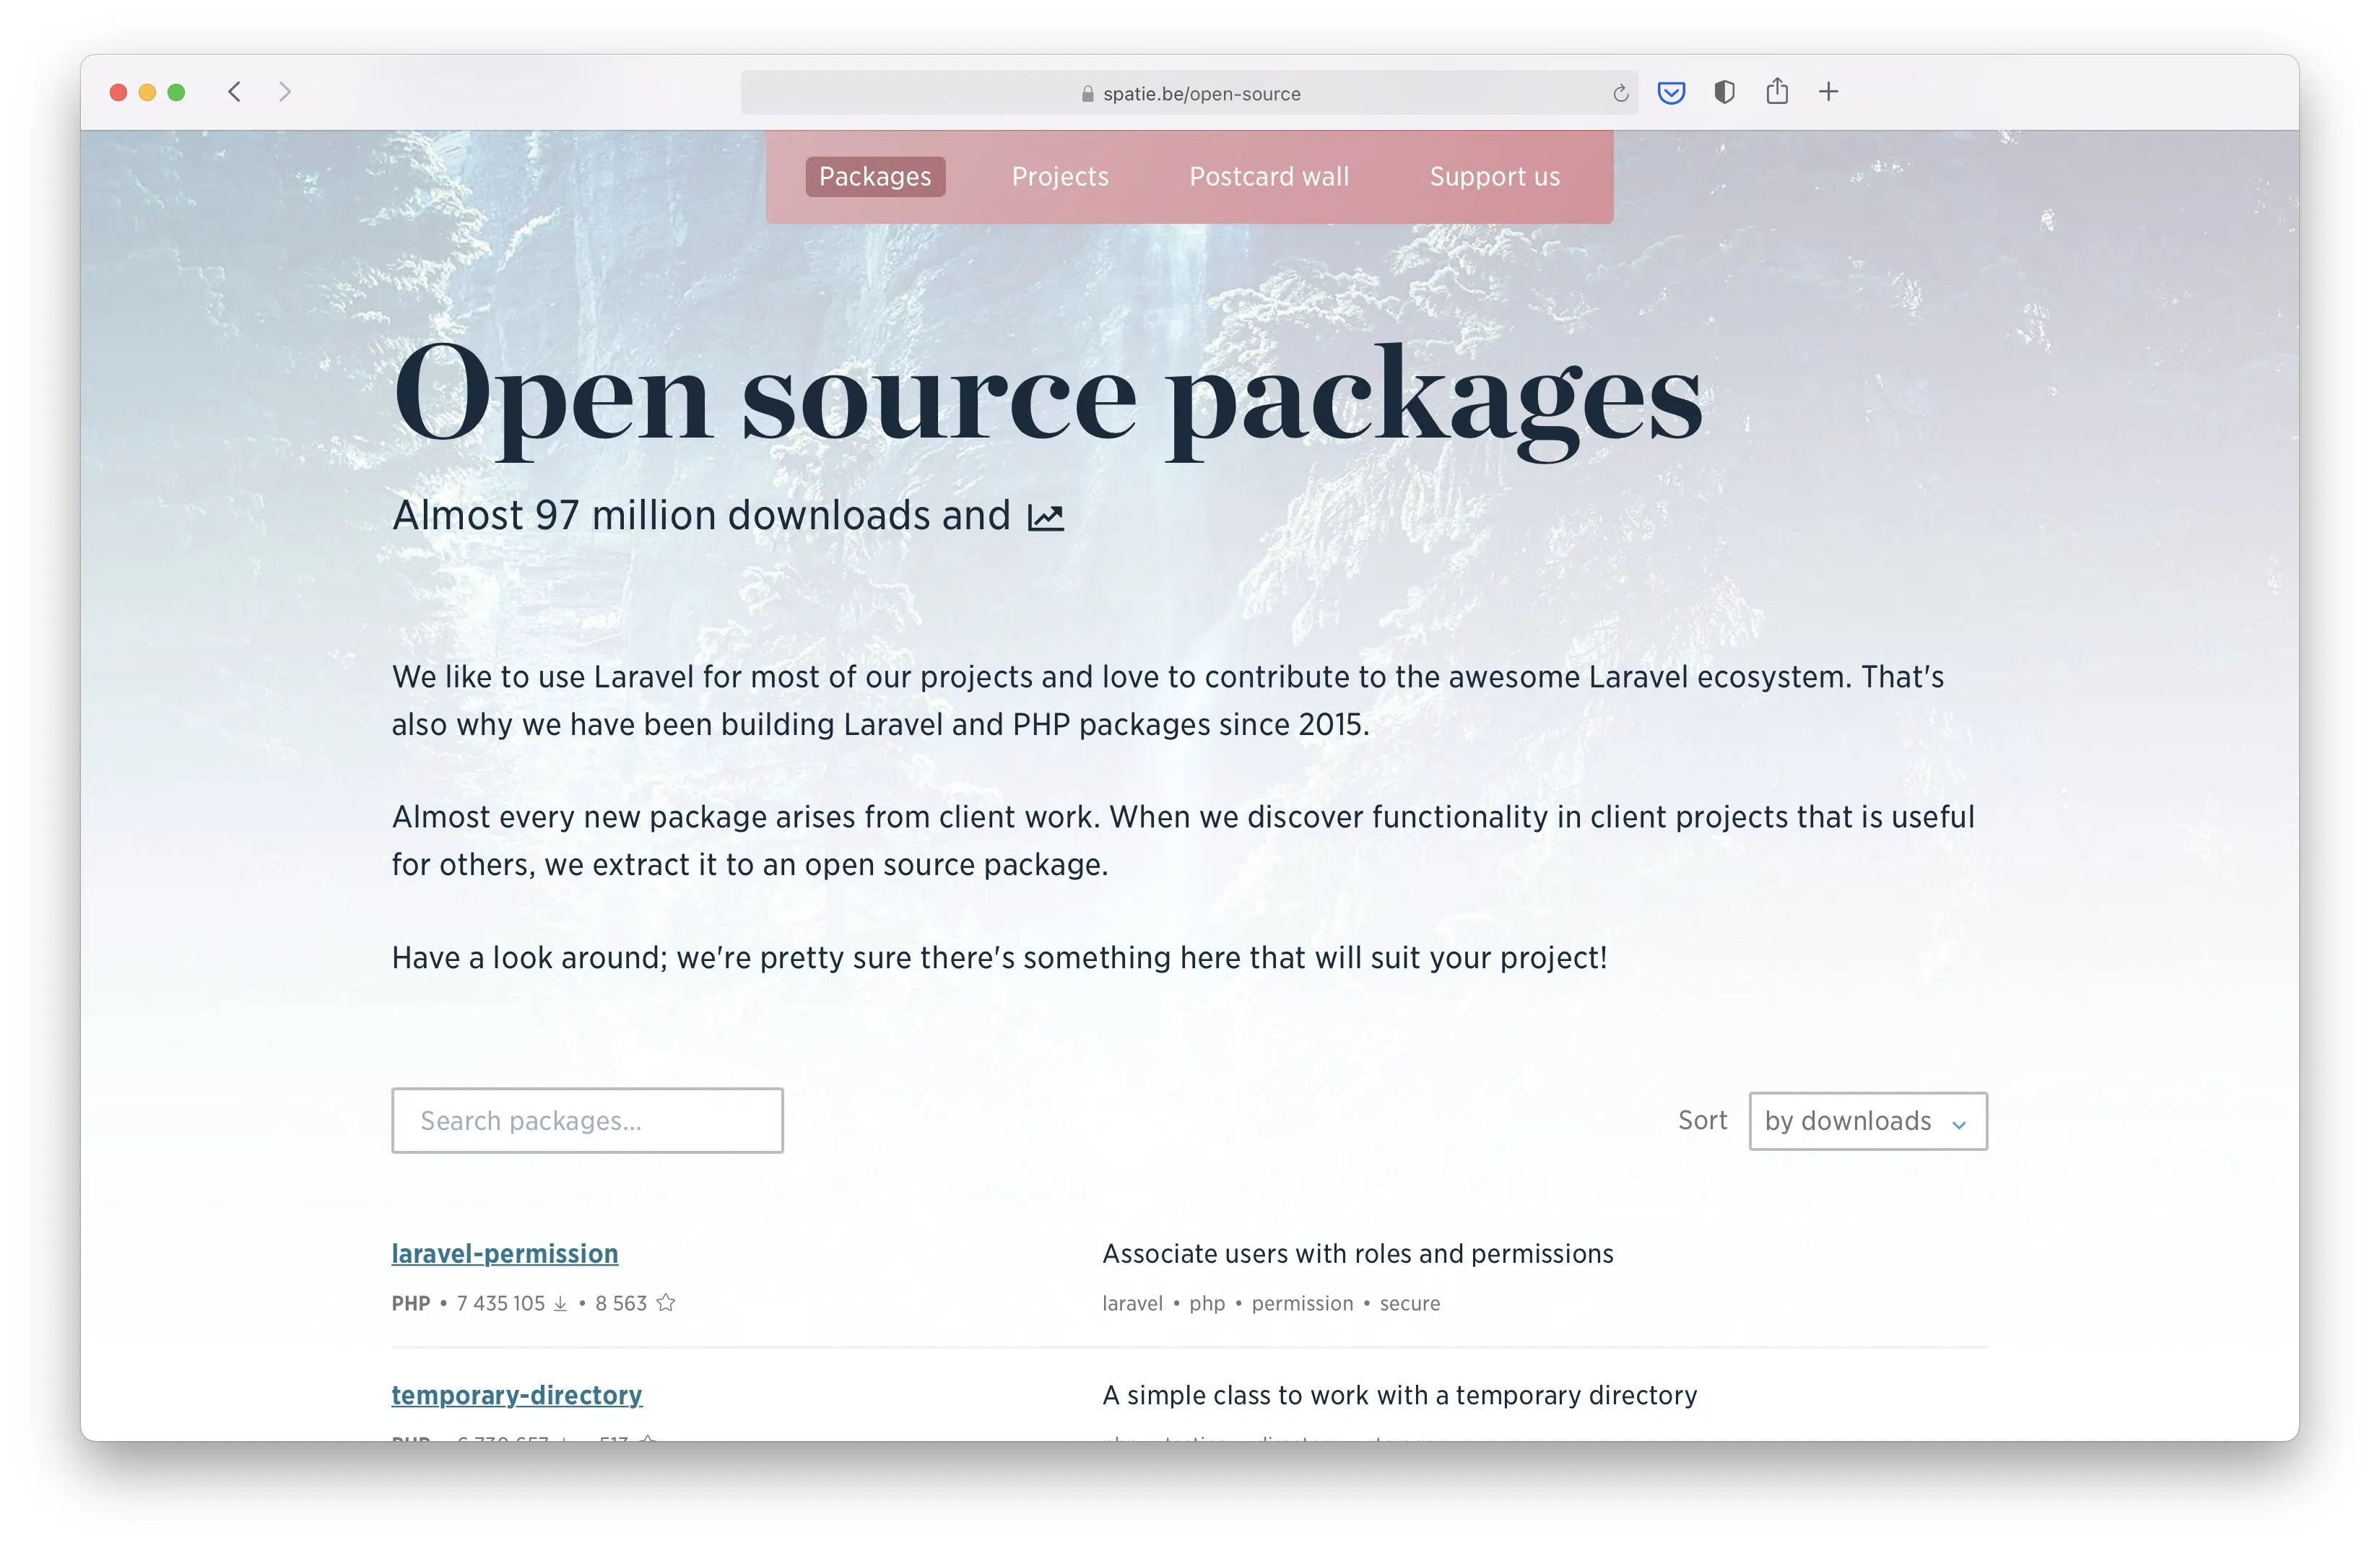 spatie.be/open-source
Packages Projects Postcard wall Support us
Open source packages
Almost 97 million downloads and
We like to use Laravel for most of our projects and love to contribute to the awesome Laravel ecosystem. That's
also why we have been building Laravel and PHP packages since 2015.
Almost every new package arises from client work. When we discover functionality in client projects that is useful
for others, we extract it to an open source package.
Have a look around; we're pretty sure there's something here that will suit your project!
Search packages...
Sort by downloads
laravel-permission
Associate users with roles and permissions
PHP • 7 435 105 • 8 563
laravel • php • permission • secure
temporary-directory
A simple class to work with a temporary directory